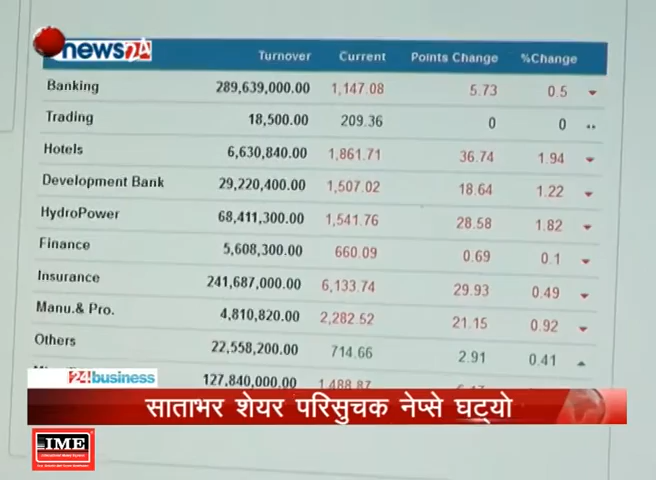 news24
Turnover Current Points Change %Change
Banking 289,639,000.00 1,147.08 5.73 0.5
Trading 18,500.00 209.36 0 0
Hotels 6,630,840.00 1,861.71 36.74 1.94
Development Bank 29,220,400.00 1,507.02 18.64 1.22
HydroPower 68,411,300.00 1,541.76 28.58 1.82
Finance 5,608,300.00 660.09 0.69 0.1
Insurance 241,687,000.00 6,133.74 29.93 0.49
Manu.& Pro. 4,810,820.00 2,282.52 21.15 0.92
Others 22,558,200.00 714.66 2.91 0.41
127,840,000.00 1,488.87
24business
साताभर शेयर परिसुचक नेप्से घट्यो
IME